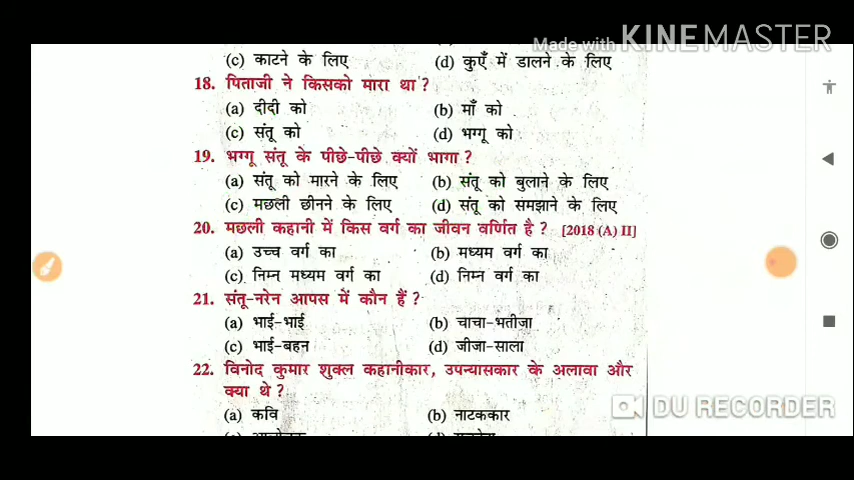 Made with KINEMASTER
(c) काटने के लिए (d) कुएँ में डालने के लिए
18. पिताजी ने किसको मारा था ?
(a) दीदी को (b) माँ को
(c) संतू को (d) भग्गू को
19. भग्गू संतू के पीछे-पीछे क्यों भागा ?
(a) संतू को मारने के लिए (b) संतू को बुलाने के लिए
(c) मछली छीनने के लिए (d) संतू को समझाने के लिए
20. मछली कहानी में किस वर्ग का जीवन वर्णित है ? [2018 (A) II]
(a) उच्च वर्ग का (b) मध्यम वर्ग का
(c) निम्न मध्यम वर्ग का (d) निम्न वर्ग का
21. संतू-नरेन आपस में कौन हैं ?
(a) भाई-भाई (b) चाचा-भतीजा
(c) भाई-बहन (d) जीजा-साला
22. विनोद कुमार शुक्ल कहानीकार, उपन्यासकार के अलावा और
क्या थे ?
(a) कवि (b) नाटककार
DU RECORDER